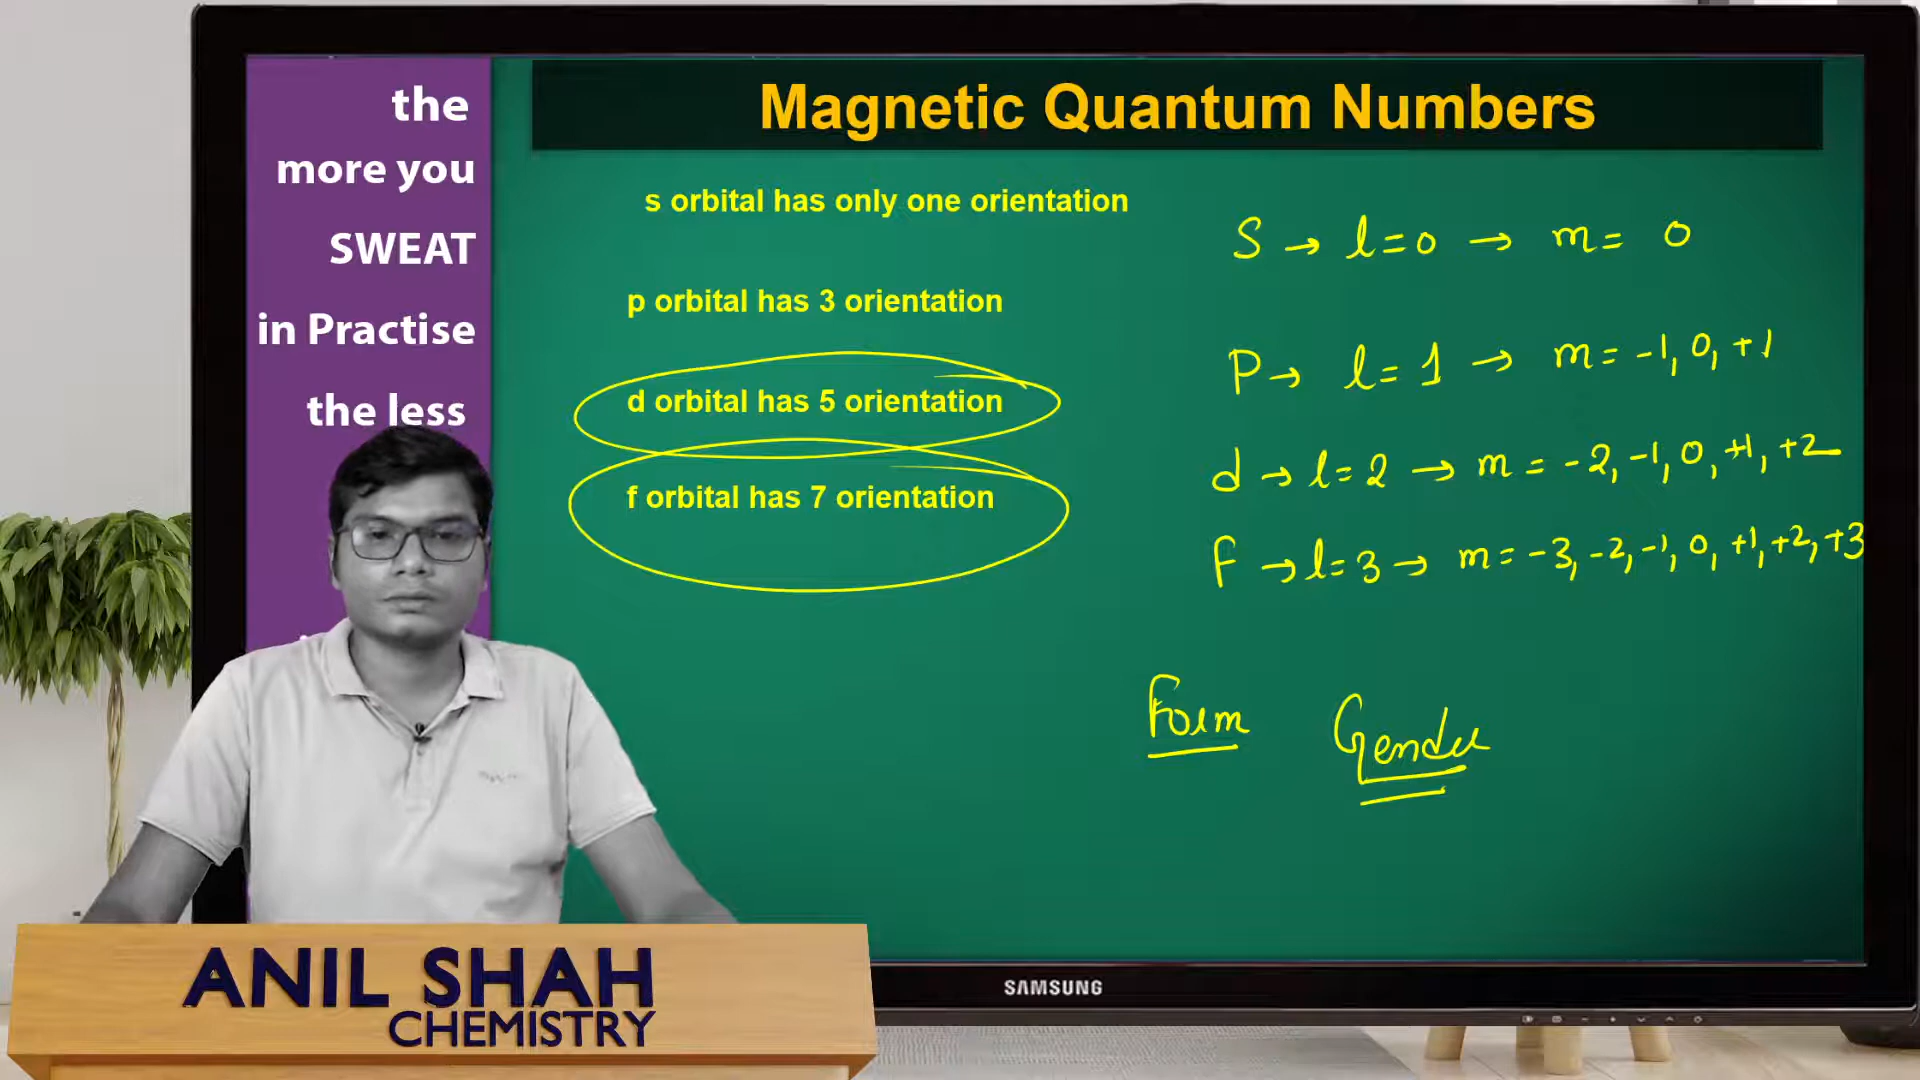 the
more you
SWEAT
in Practise
the less
Magnetic Quantum Numbers
s orbital has only one orientation
p orbital has 3 orientation
d orbital has 5 orientation
f orbital has 7 orientation
S → l = 0 → m = 0
P → l = 1 → m = -1, 0, +1
d → l = 2 → m = -2, -1, 0, +1, +2
F → l = 3 → m = -3, -2, -1, 0, +1, +2, +3
Form Gender
ANIL SHAH
CHEMISTRY
SAMSUNG